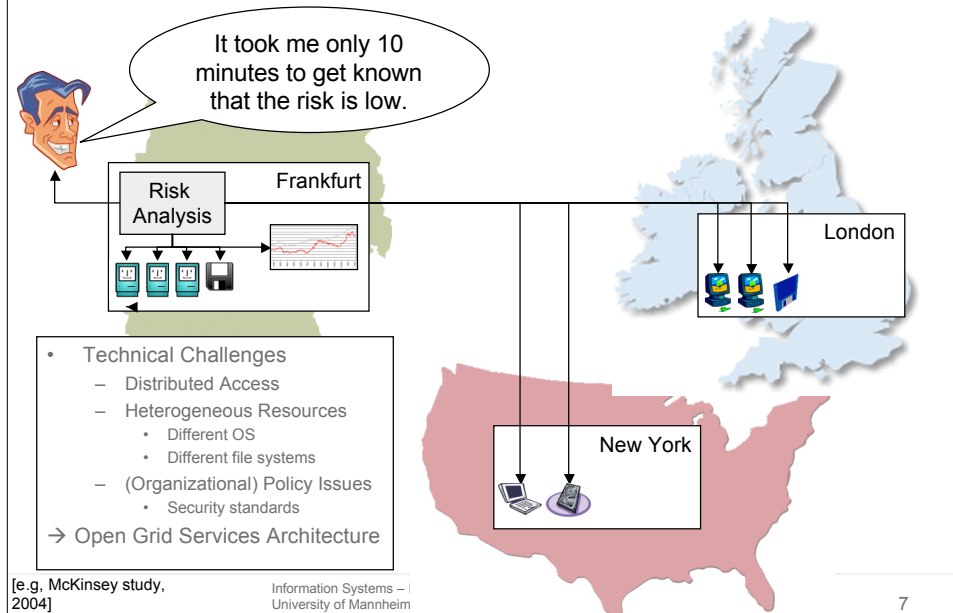 It took me only 10
minutes to get known
that the risk is low.
Risk
Analysis
Frankfurt
London
New York
• Technical Challenges
– Distributed Access
– Heterogeneous Resources
• Different OS
• Different file systems
– (Organizational) Policy Issues
• Security standards
→ Open Grid Services Architecture
[e.g, McKinsey study,
2004]
Information Systems –
University of Mannheim
7